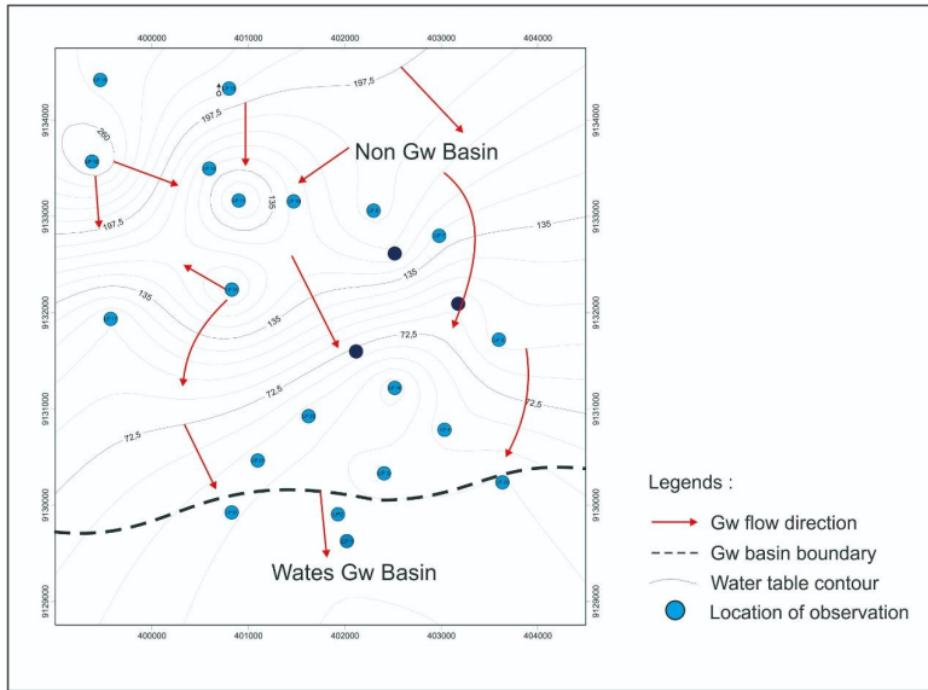 400000 401000 402000 403000 404000
9134000
9133000
9132000
9131000
9130000
9129000
197,5
197,5
260
Non Gw Basin
135
197,5
135
135
135
135
72,5
72,5
72,5
72,5
Wates Gw Basin
400000 401000 402000 403000 404000
9134000
9133000
9132000
9131000
9130000
9129000
Legends :
Gw flow direction
Gw basin boundary
Water table contour
Location of observation